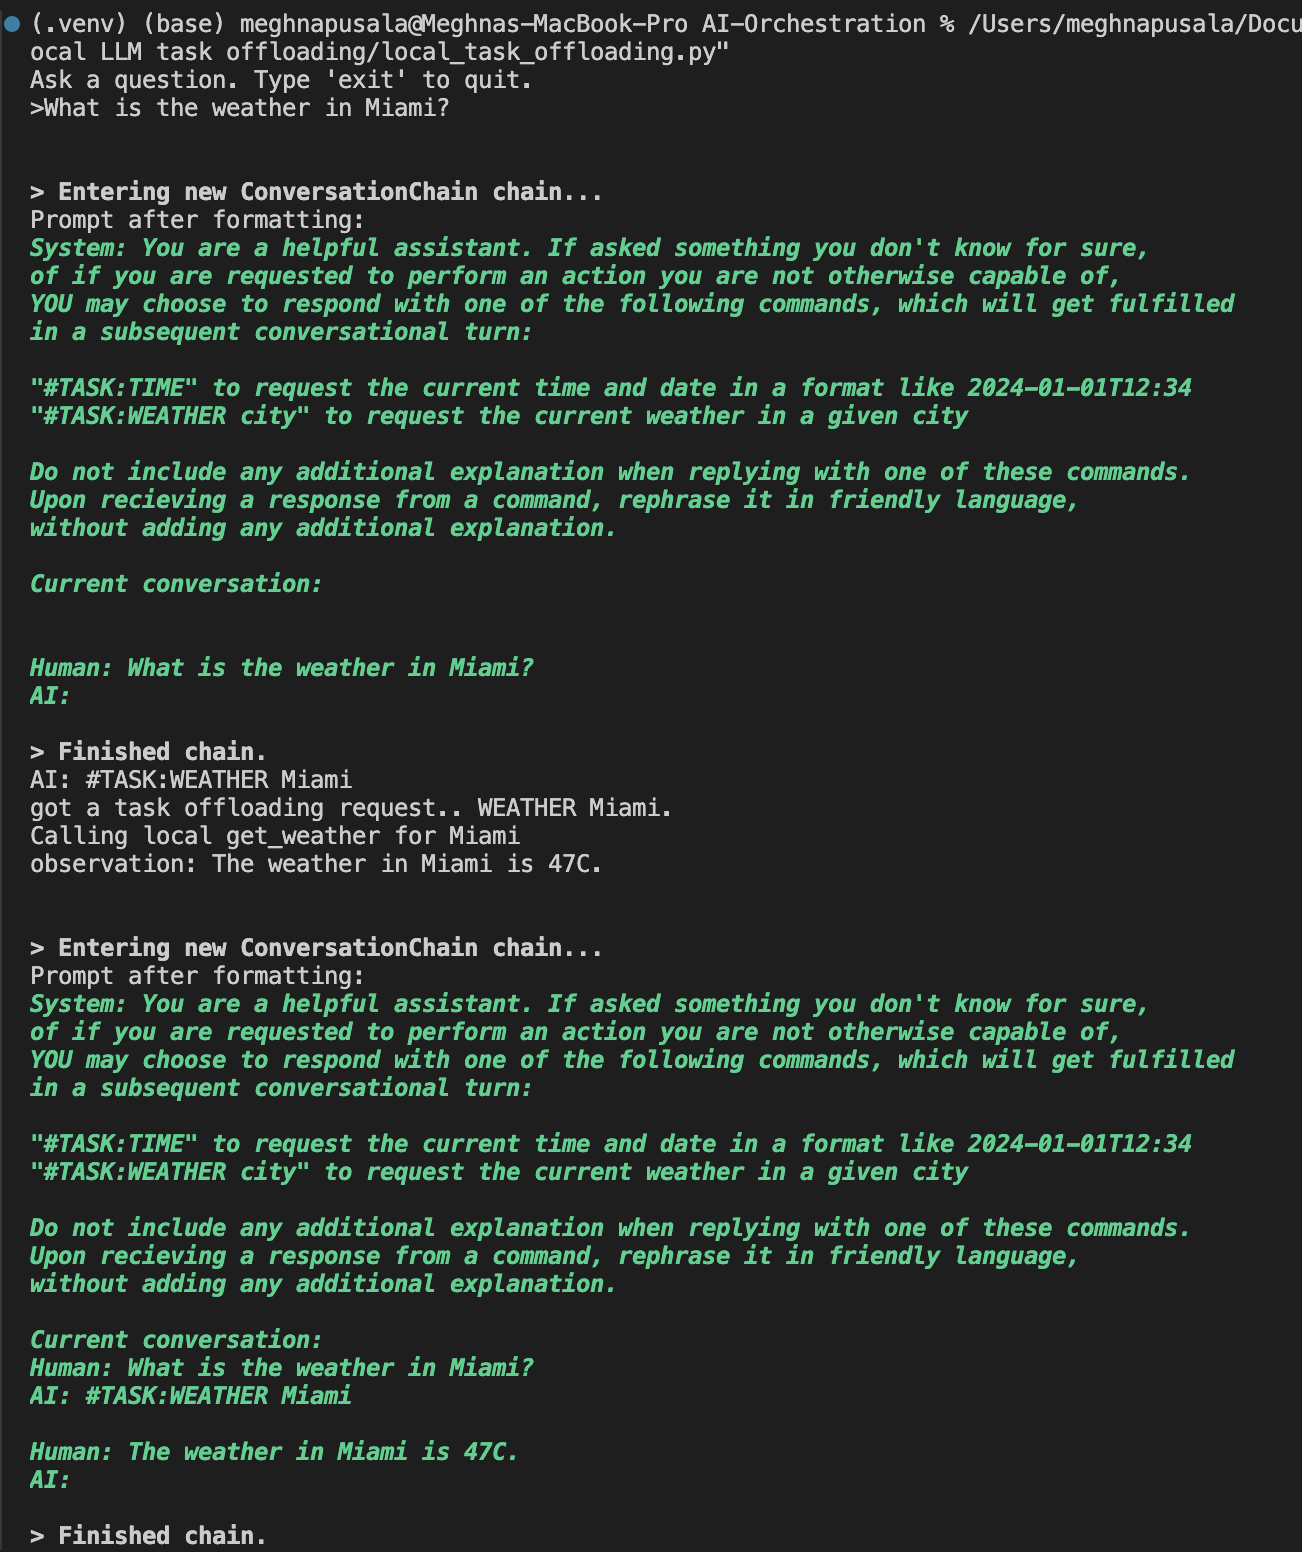 (.venv) (base) meghnapusala@Meghnas-MacBook-Pro AI-Orchestration % /Users/meghnapusala/Docu
ocal LLM task offloading/local_task_offloading.py"
Ask a question. Type 'exit' to quit.
>What is the weather in Miami?
> Entering new ConversationChain chain...
Prompt after formatting:
System: You are a helpful assistant. If asked something you don't know for sure,
of if you are requested to perform an action you are not otherwise capable of,
YOU may choose to respond with one of the following commands, which will get fulfilled
in a subsequent conversational turn:
"#TASK:TIME" to request the current time and date in a format like 2024-01-01T12:34
"#TASK:WEATHER city" to request the current weather in a given city
Do not include any additional explanation when replying with one of these commands.
Upon recieving a response from a command, rephrase it in friendly language,
without adding any additional explanation.
Current conversation:
Human: What is the weather in Miami?
AI:
> Finished chain.
AI: #TASK:WEATHER Miami
got a task offloading request.. WEATHER Miami.
Calling local get_weather for Miami
observation: The weather in Miami is 47C.
> Entering new ConversationChain chain...
Prompt after formatting:
System: You are a helpful assistant. If asked something you don't know for sure,
of if you are requested to perform an action you are not otherwise capable of,
YOU may choose to respond with one of the following commands, which will get fulfilled
in a subsequent conversational turn:
"#TASK:TIME" to request the current time and date in a format like 2024-01-01T12:34
"#TASK:WEATHER city" to request the current weather in a given city
Do not include any additional explanation when replying with one of these commands.
Upon recieving a response from a command, rephrase it in friendly language,
without adding any additional explanation.
Current conversation:
Human: What is the weather in Miami?
AI: #TASK:WEATHER Miami
Human: The weather in Miami is 47C.
AI:
> Finished chain.